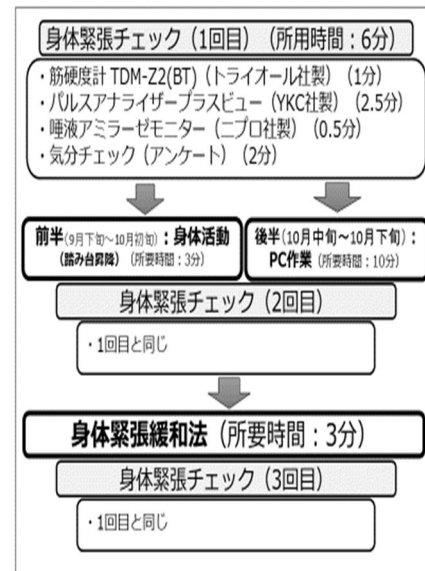 身体緊張チェック（1回目）（所用時間：6分）
・筋硬度計 TDM-Z2(BT)（トライオール社製）（1分）
・パルスアナライザープラスビュー（YKC社製）（2.5分）
・唾液アミラーゼモニター（ニプロ社製）（0.5分）
・気分チェック（アンケート）（2分）
前半（9月下旬～10月初旬）：身体活動
（踏み台昇降）（所要時間：3分）
後半（10月中旬～10月下旬）：
PC作業（所要時間：10分）
身体緊張チェック（2回目）
・1回目と同じ
身体緊張緩和法（所要時間：3分）
身体緊張チェック（3回目）
・1回目と同じ